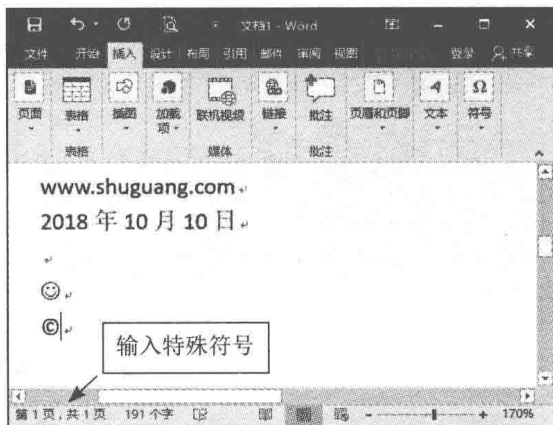 文档1 - Word
文件 开始 插入 设计 布局 引用 邮件 审阅 视图 登录 共享
页面 表格 插图 加载项 联机视频 链接 批注 页眉和页脚 文本 符号
表格 媒体 批注
www.shuguang.com
2018 年 10 月 10 日
☺
©
输入特殊符号
第 1 页,共 1 页 191 个字 170%